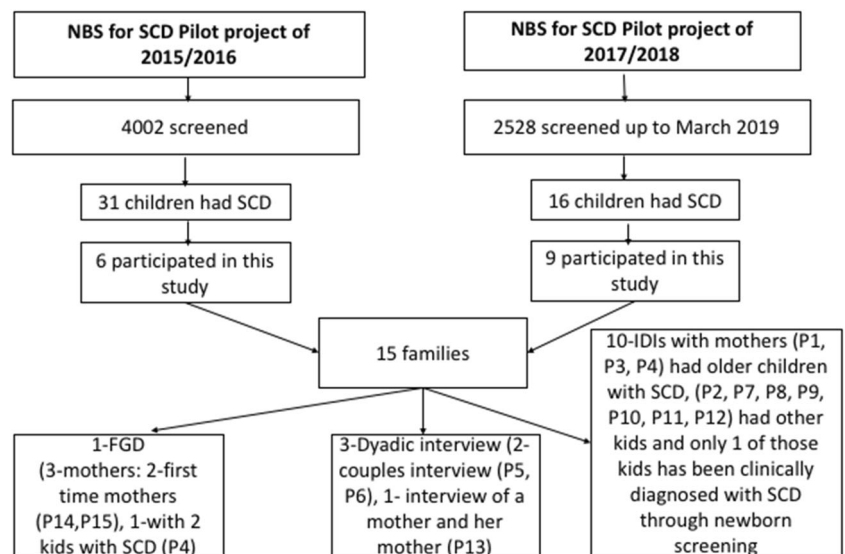 NBS for SCD Pilot project of
2015/2016
NBS for SCD Pilot project of
2017/2018
4002 screened
2528 screened up to March 2019
31 children had SCD
16 children had SCD
6 participated in this
study
9 participated in this
study
15 families
10-IDIs with mothers (P1,
P3, P4) had older children
with SCD, (P2, P7, P8, P9,
P10, P11, P12) had other
kids and only 1 of those
kids has been clinically
diagnosed with SCD
through newborn
screening
1-FGD
(3-mothers: 2-first
time mothers
(P14,P15), 1-with 2
kids with SCD (P4)
3-Dyadic interview (2-
couples interview (P5,
P6), 1- interview of a
mother and her
mother (P13)